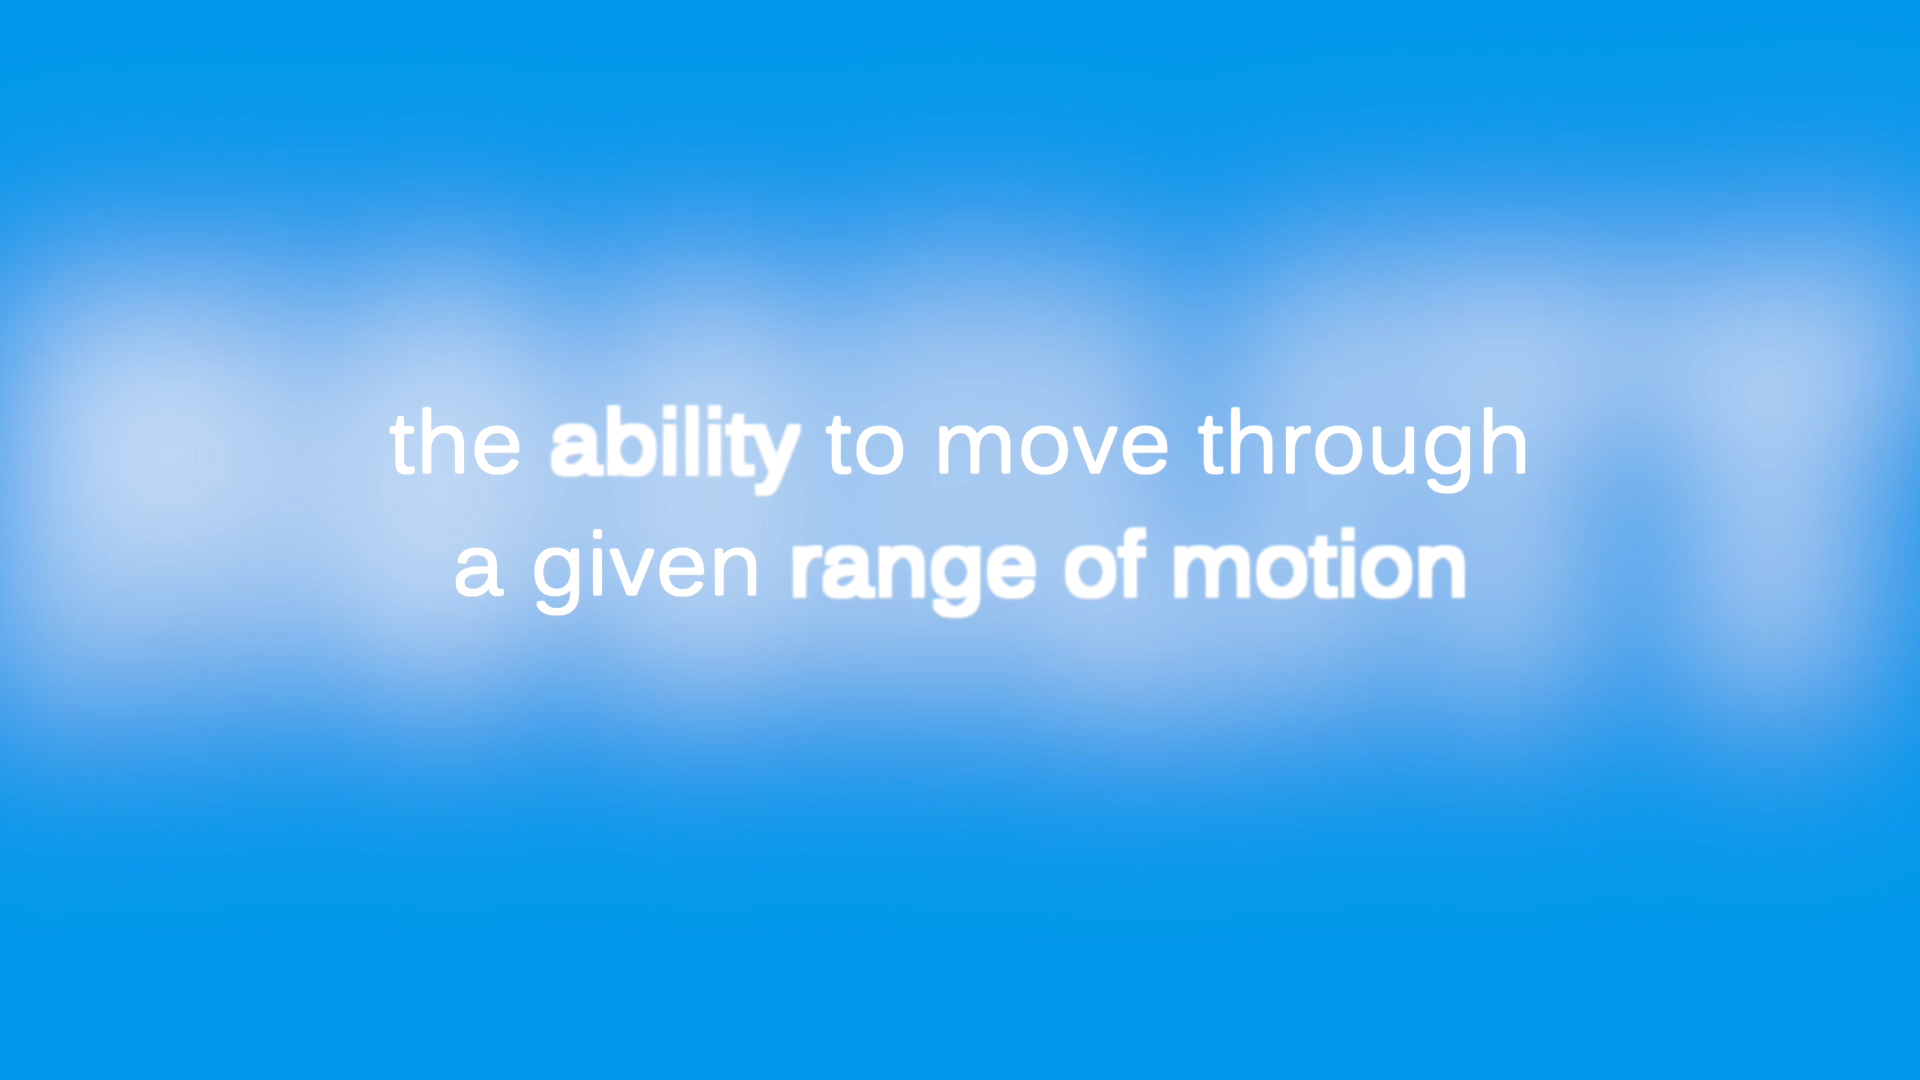 the ability to move through
a given range of motion